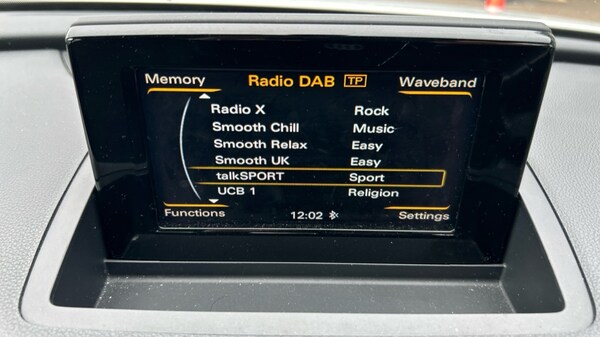 Memory Radio DAB TP Waveband
Radio X Rock
Smooth Chill Music
Smooth Relax Easy
Smooth UK Easy
talkSPORT Sport
UCB 1 Religion
Functions 12:02 Settings